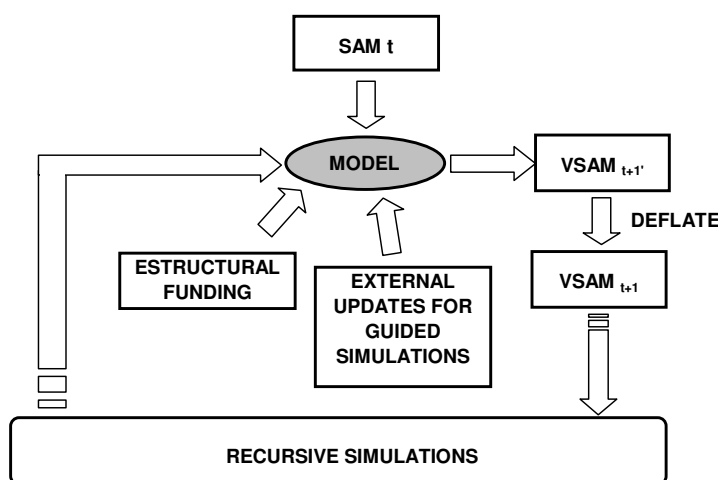 SAM t
MODEL
VSAM t+1'
DEFLATE
ESTRUCTURAL
FUNDING
EXTERNAL
UPDATES FOR
GUIDED
SIMULATIONS
VSAM t+1
RECURSIVE SIMULATIONS